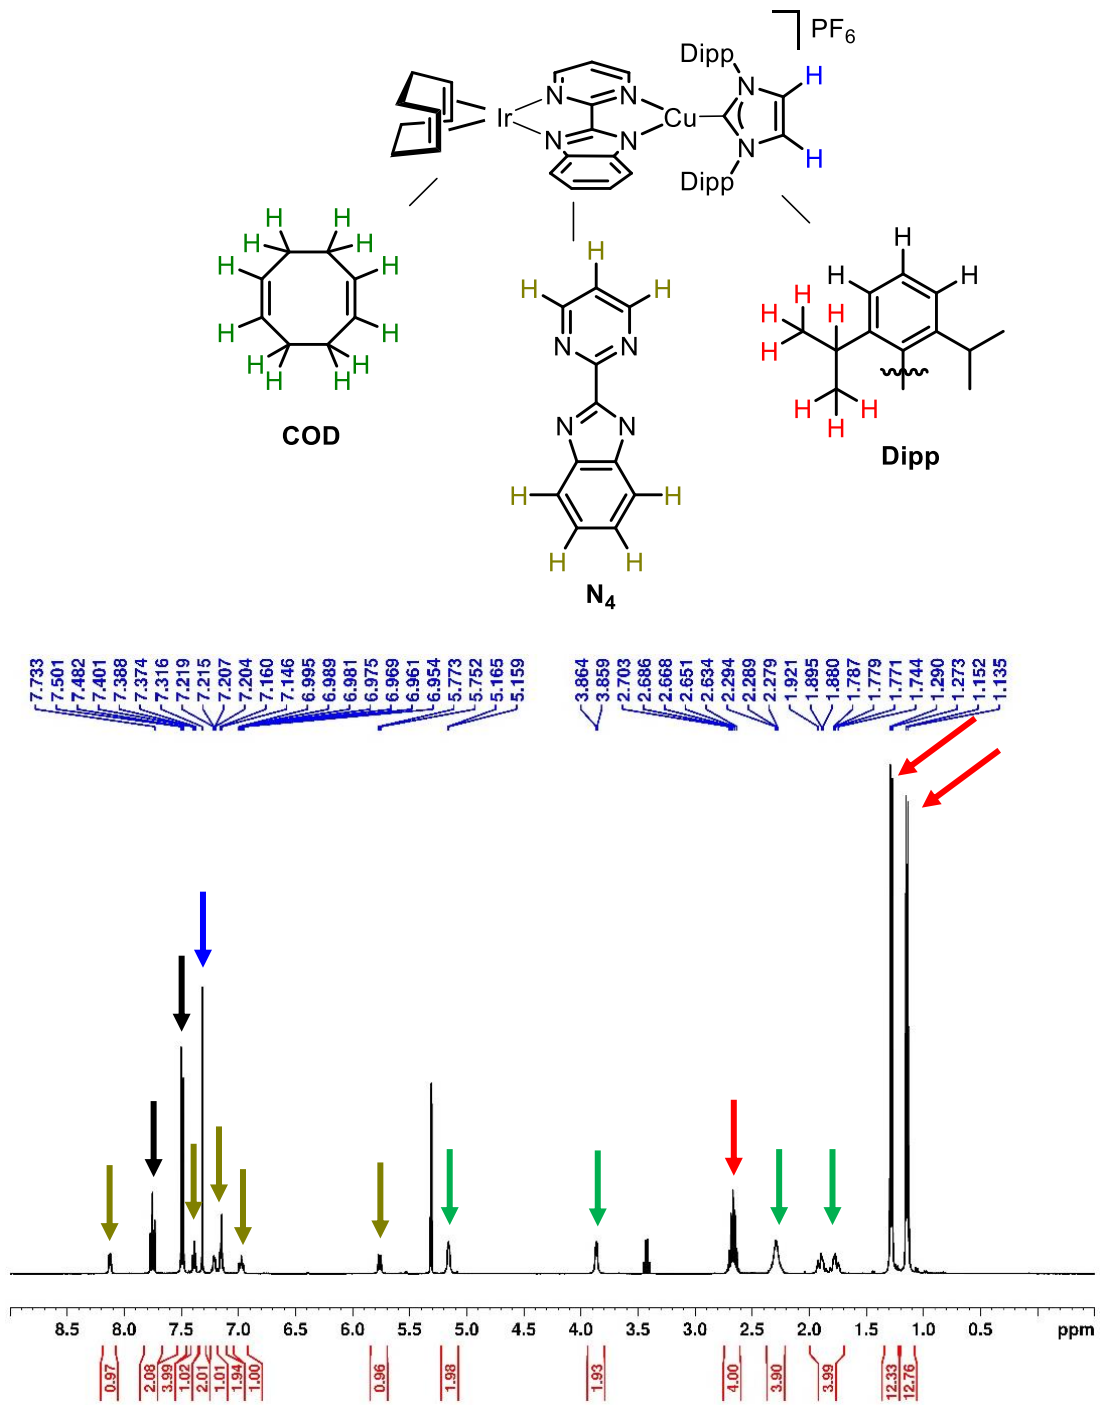 PF6
Dipp
H
N
N
N
Ir
Cu
N
N
N
H
Dipp
H
H
H
H
H
H
H
H
H
H
H
H
COD
H
H
H
N
N
N
N
H
H
H
H
N4
H
H
H
H
H
H
H
H
H
H
Dipp
7.733
7.501
7.482
7.401
7.388
7.374
7.316
7.219
7.215
7.207
7.204
7.160
7.146
6.995
6.989
6.981
6.975
6.969
6.961
6.954
5.773
5.752
5.165
5.159
3.864
3.859
2.703
2.686
2.668
2.651
2.634
2.294
2.289
2.279
1.921
1.895
1.880
1.787
1.779
1.771
1.744
1.290
1.273
1.152
1.135
8.5 8.0 7.5 7.0 6.5 6.0 5.5 5.0 4.5 4.0 3.5 3.0 2.5 2.0 1.5 1.0 0.5 ppm
0.97
2.08
3.99
1.02
2.01
1.01
1.94
1.00
0.96
1.98
1.93
4.00
3.90
3.99
12.33
12.76